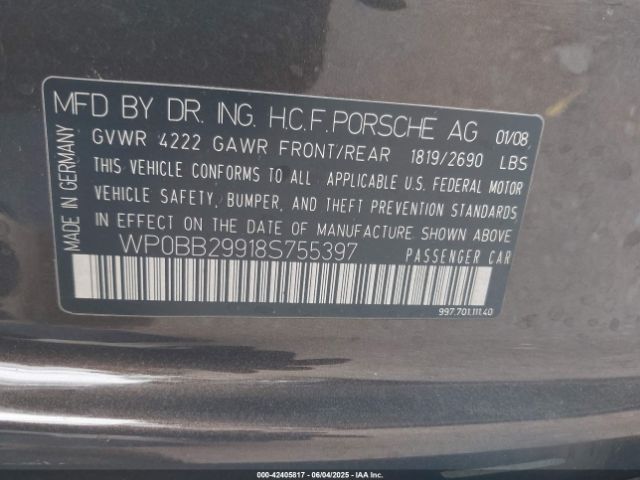 MFD BY DR. ING. H.C.F. PORSCHE AG 01/08
GVWR 4222 GAWR FRONT/REAR 1819/2690 LBS
THIS VEHICLE CONFORMS TO ALL APPLICABLE U.S. FEDERAL MOTOR
VEHICLE SAFETY, BUMPER, AND THEFT PREVENTION STANDARDS
IN EFFECT ON THE DATE OF MANUFACTURE SHOWN ABOVE
WP0BB29918S755397 PASSENGER CAR
MADE IN GERMANY
997.701.111.40
000-42405817 - 06/04/2025 - IAAI.COM